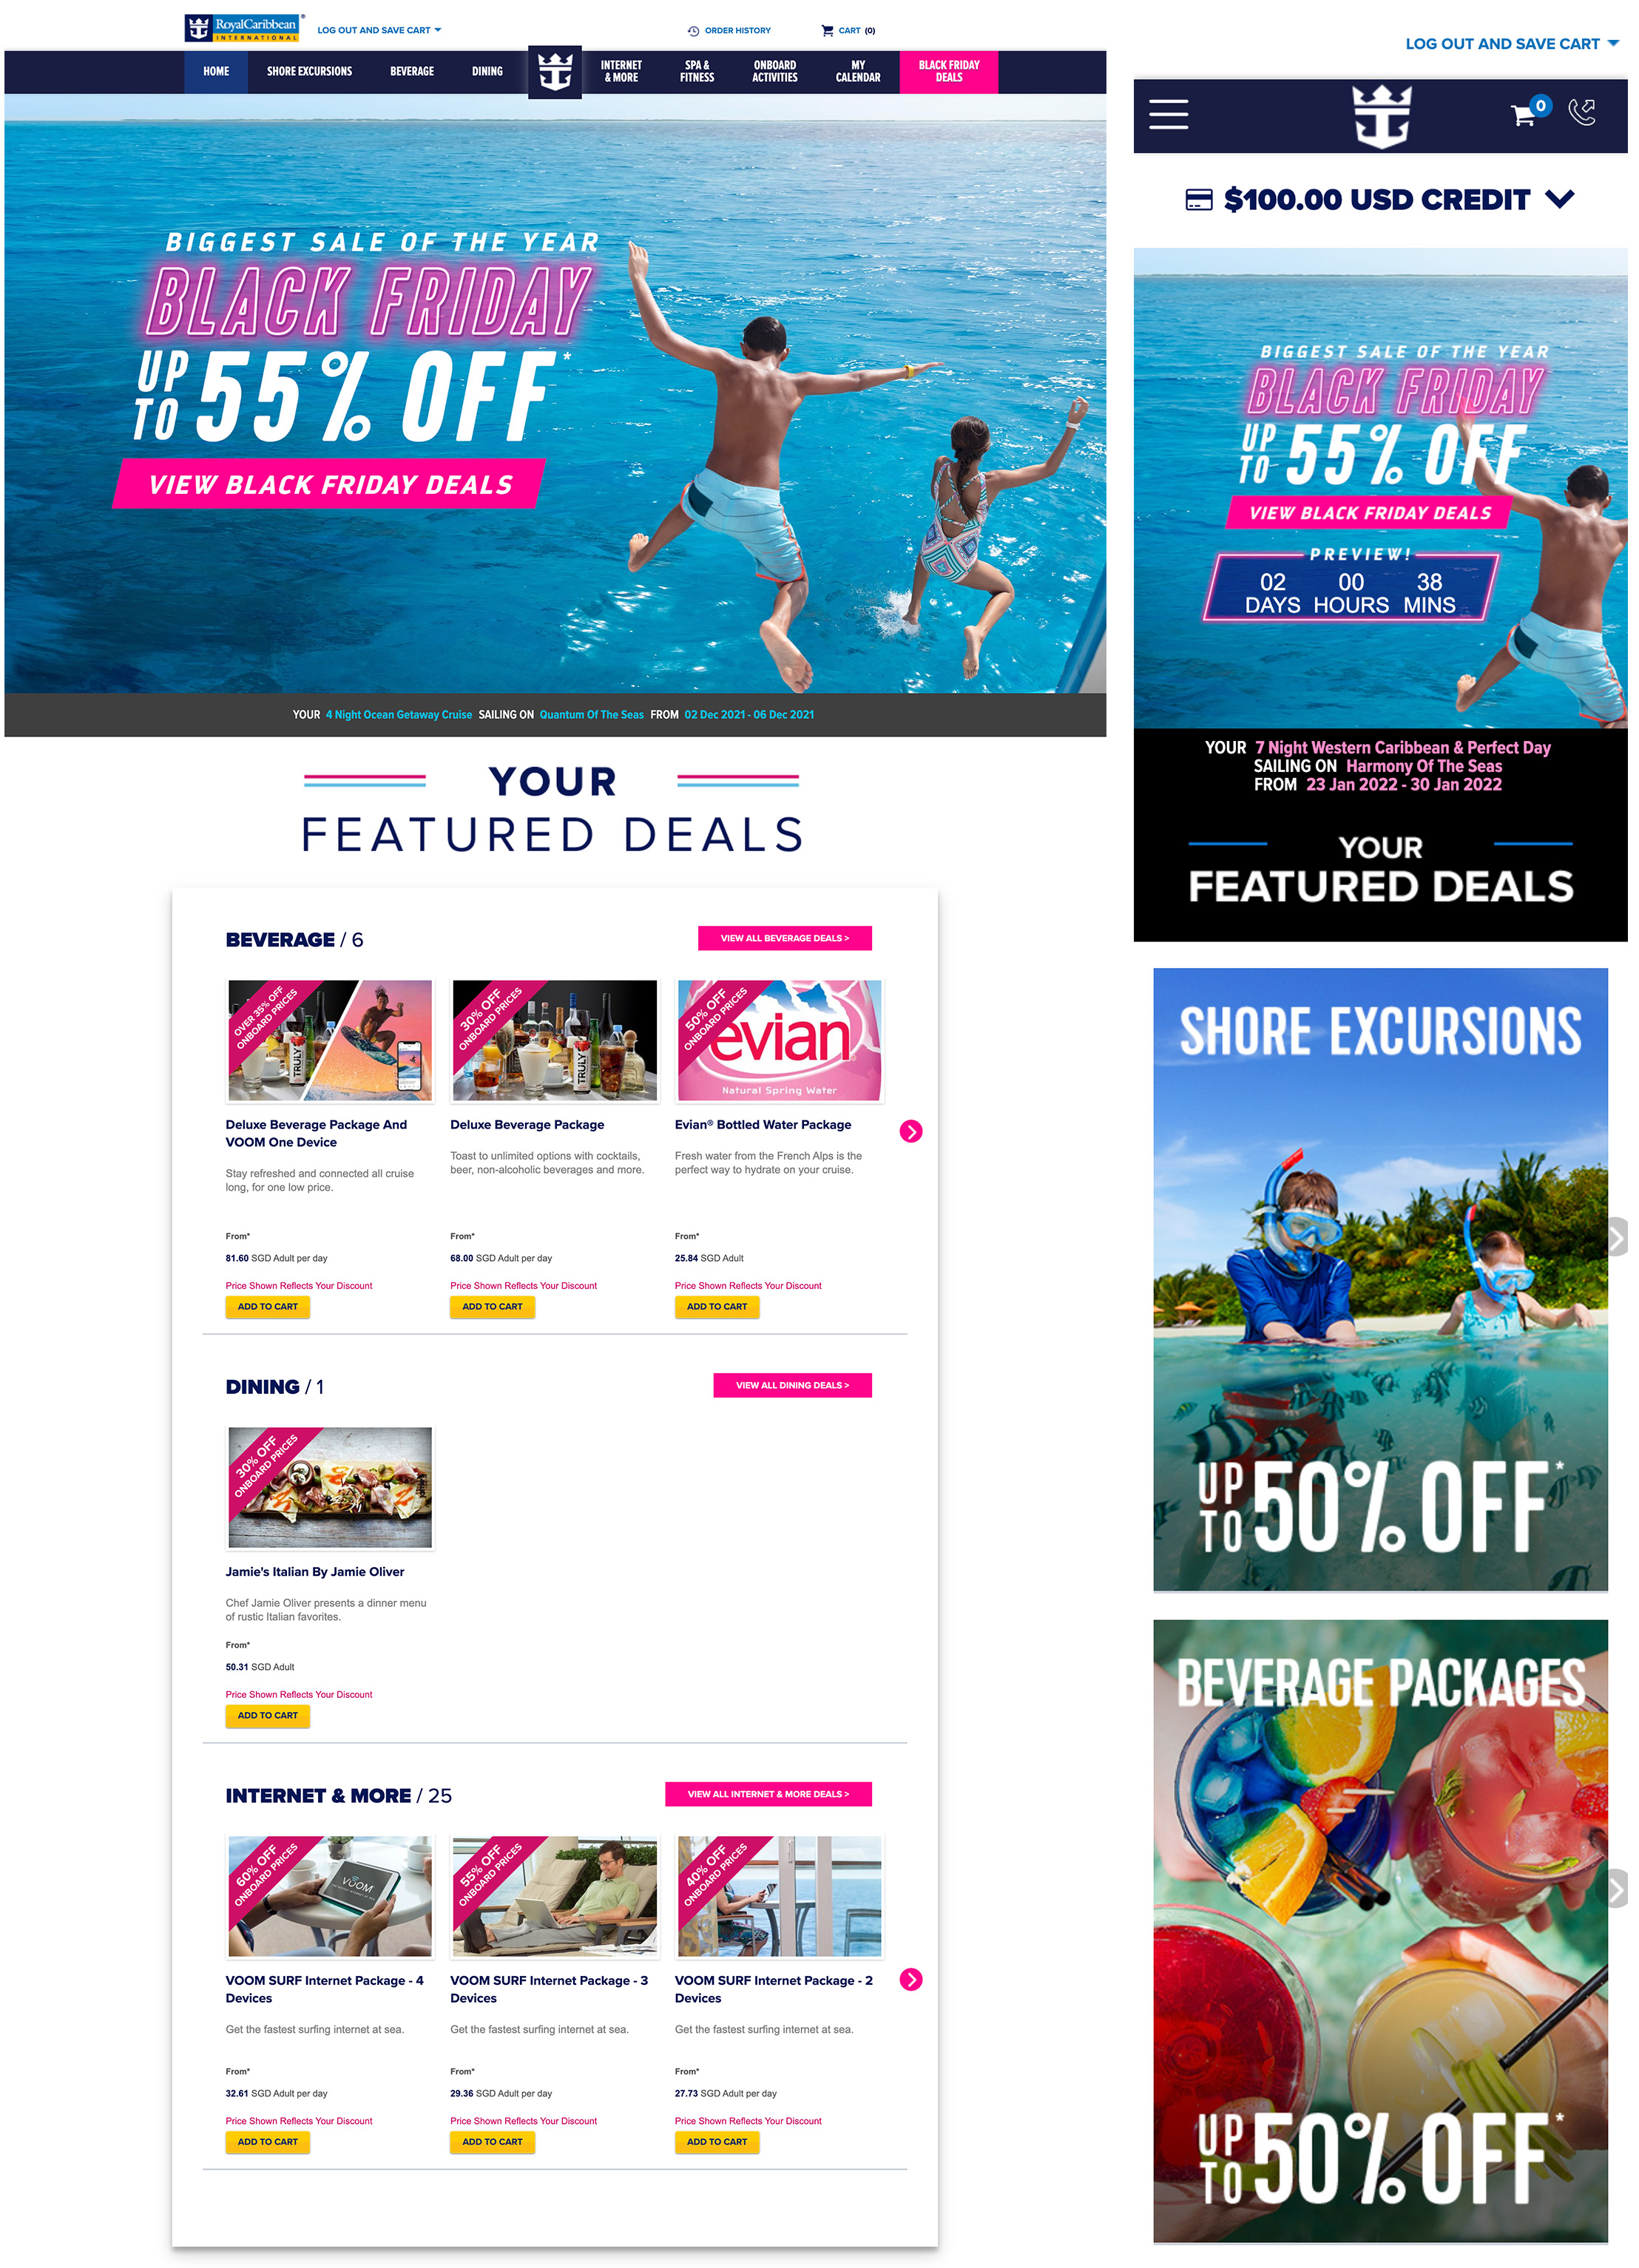 RoyalCaribbean®
INTERNATIONAL
LOG OUT AND SAVE CART
ORDER HISTORY
CART (0)
HOME
SHORE EXCURSIONS
BEVERAGE
DINING
INTERNET
& MORE
SPA &
FITNESS
ONBOARD
ACTIVITIES
MY
CALENDAR
BLACK FRIDAY
DEALS
BIGGEST SALE OF THE YEAR
BLACK FRIDAY
UP TO 55% OFF*
VIEW BLACK FRIDAY DEALS
YOUR 4 Night Ocean Getaway Cruise SAILING ON Quantum Of The Seas FROM 02 Dec 2021 - 06 Dec 2021
YOUR
FEATURED DEALS
BEVERAGE / 6
VIEW ALL BEVERAGE DEALS >
OVER 35% OFF
ONBOARD PRICES
TRULY
30% OFF
ONBOARD PRICES
TRULY
50% OFF
ONBOARD PRICES
evian
Natural Spring Water
Deluxe Beverage Package And
VOOM One Device
Stay refreshed and connected all cruise
long, for one low price.
From*
81.60 SGD Adult per day
Price Shown Reflects Your Discount
ADD TO CART
Deluxe Beverage Package
Toast to unlimited options with cocktails,
beer, non-alcoholic beverages and more.
From*
68.00 SGD Adult per day
Price Shown Reflects Your Discount
ADD TO CART
Evian® Bottled Water Package
Fresh water from the French Alps is the
perfect way to hydrate on your cruise.
From*
25.84 SGD Adult
Price Shown Reflects Your Discount
ADD TO CART
DINING / 1
VIEW ALL DINING DEALS >
30% OFF
ONBOARD PRICES
Jamie's Italian By Jamie Oliver
Chef Jamie Oliver presents a dinner menu
of rustic Italian favorites.
From*
50.31 SGD Adult
Price Shown Reflects Your Discount
ADD TO CART
INTERNET & MORE / 25
VIEW ALL INTERNET & MORE DEALS >
60% OFF
ONBOARD PRICES
VOOM
55% OFF
ONBOARD PRICES
40% OFF
ONBOARD PRICES
VOOM SURF Internet Package - 4
Devices
Get the fastest surfing internet at sea.
From*
32.61 SGD Adult per day
Price Shown Reflects Your Discount
ADD TO CART
VOOM SURF Internet Package - 3
Devices
Get the fastest surfing internet at sea.
From*
29.36 SGD Adult per day
Price Shown Reflects Your Discount
ADD TO CART
VOOM SURF Internet Package - 2
Devices
Get the fastest surfing internet at sea.
From*
27.73 SGD Adult per day
Price Shown Reflects Your Discount
ADD TO CART
LOG OUT AND SAVE CART
0
$100.00 USD CREDIT
BIGGEST SALE OF THE YEAR
BLACK FRIDAY
UP TO 55% OFF
VIEW BLACK FRIDAY DEALS
PREVIEW!
02 00 38
DAYS HOURS MINS
YOUR 7 Night Western Caribbean & Perfect Day
SAILING ON Harmony Of The Seas
FROM 23 Jan 2022 - 30 Jan 2022
YOUR
FEATURED DEALS
SHORE EXCURSIONS
UP TO 50% OFF*
BEVERAGE PACKAGES
UP TO 50% OFF*